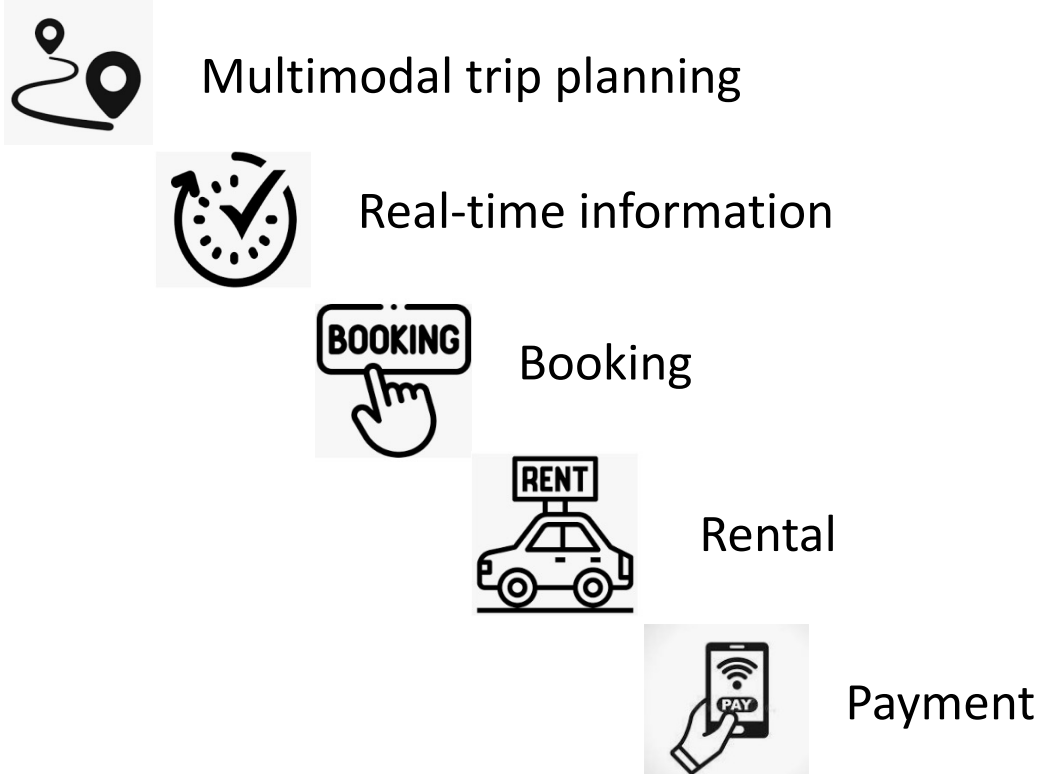 Multimodal trip planning
Real-time information
BOOKING
Booking
RENT
Rental
PAY
Payment